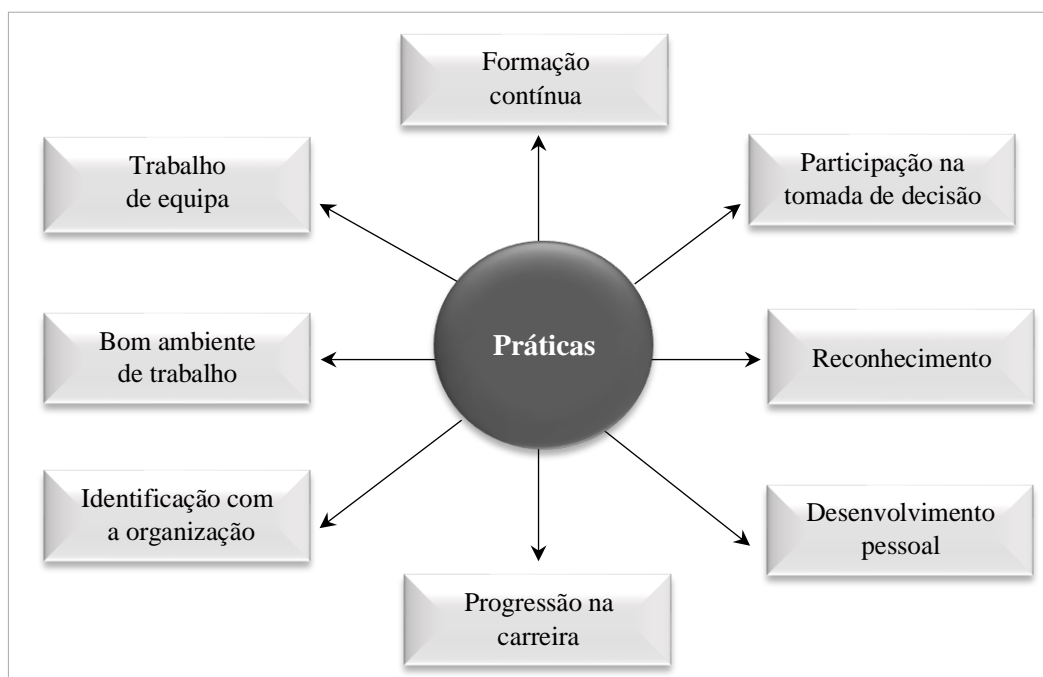 Formação
contínua
Trabalho
de equipa
Participação na
tomada de decisão
Bom ambiente
de trabalho
Práticas
Reconhecimento
Identificação com
a organização
Desenvolvimento
pessoal
Progressão na
carreira